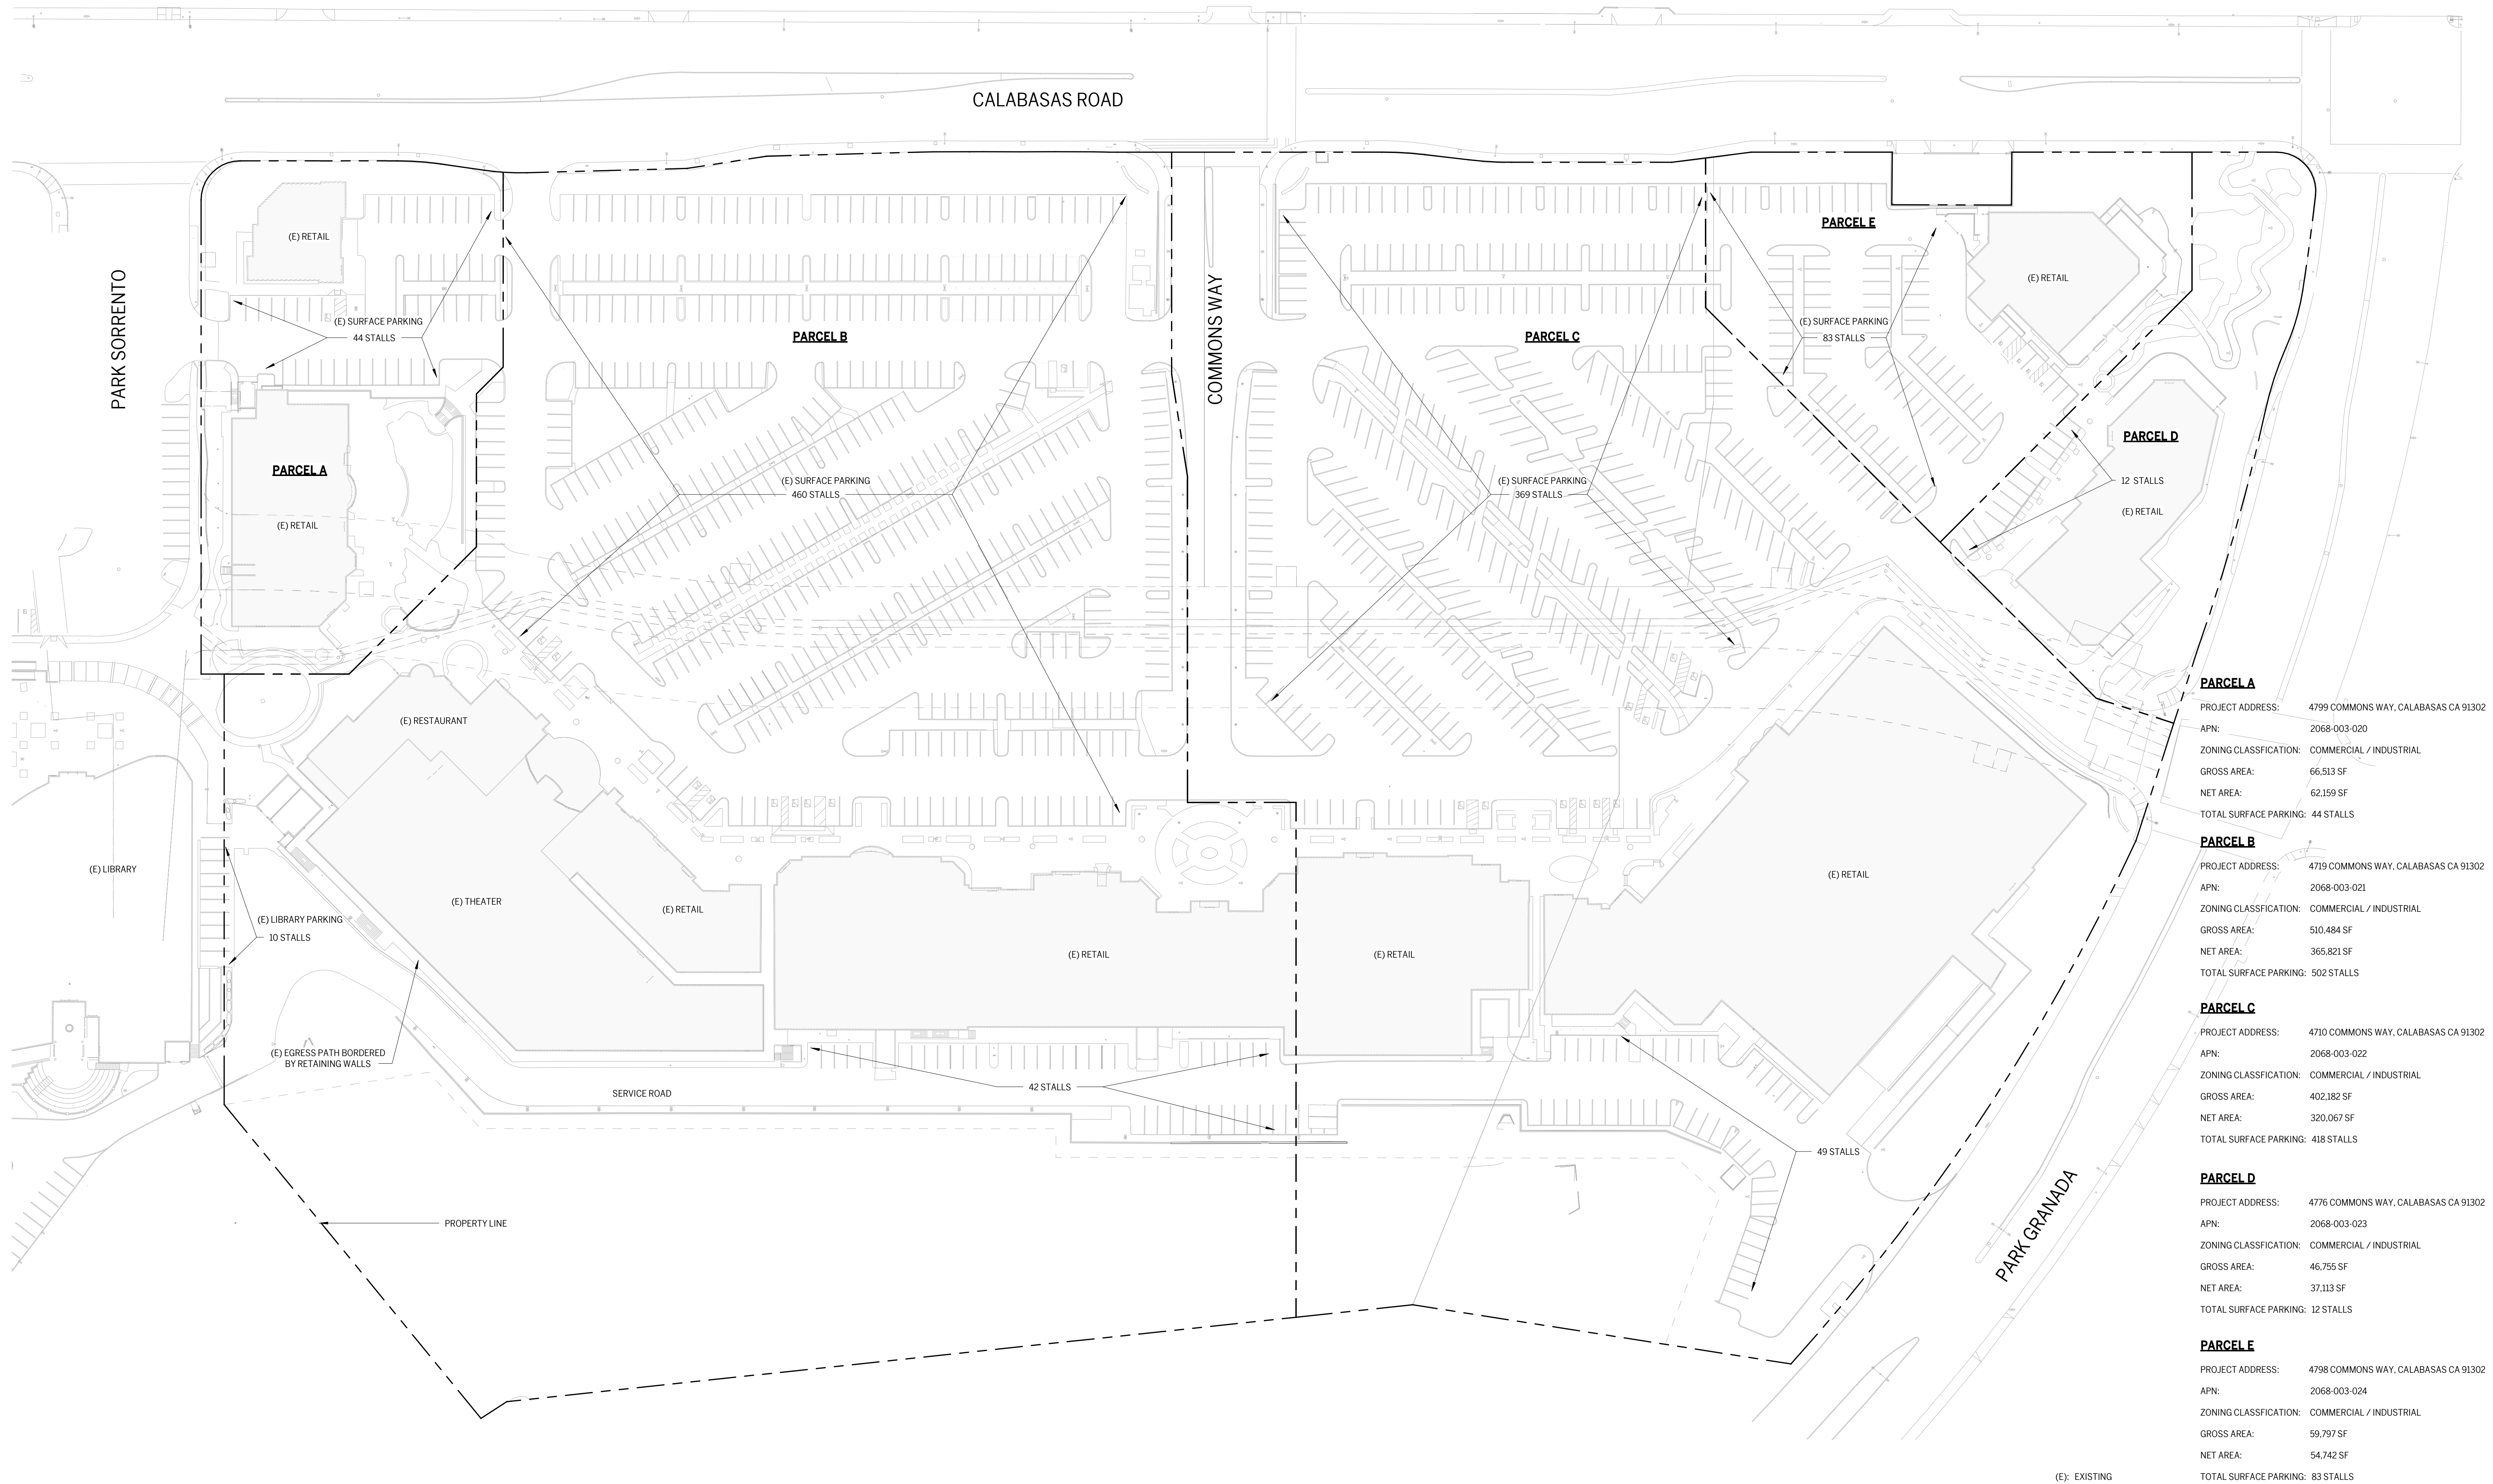 CALABASAS ROAD
PARK SORRENTO
COMMONS WAY
(E) RETAIL
(E) SURFACE PARKING
44 STALLS
PARCEL A
(E) RETAIL
PARCEL B
(E) SURFACE PARKING
460 STALLS
PARCEL C
(E) SURFACE PARKING
369 STALLS
PARCEL E
(E) RETAIL
(E) SURFACE PARKING
83 STALLS
PARCEL D
12 STALLS
(E) RETAIL
(E) RESTAURANT
(E) LIBRARY
(E) THEATER
(E) RETAIL
(E) RETAIL
(E) RETAIL
(E) RETAIL
(E) LIBRARY PARKING
10 STALLS
(E) EGRESS PATH BORDERED
BY RETAINING WALLS
SERVICE ROAD
42 STALLS
49 STALLS
PROPERTY LINE
PARK GRANADA
PARCEL A
PROJECT ADDRESS: 4799 COMMONS WAY, CALABASAS CA 91302
APN: 2068-003-020
ZONING CLASSFICATION: COMMERCIAL / INDUSTRIAL
GROSS AREA: 66,513 SF
NET AREA: 62,159 SF
TOTAL SURFACE PARKING: 44 STALLS
PARCEL B
PROJECT ADDRESS: 4719 COMMONS WAY, CALABASAS CA 91302
APN: 2068-003-021
ZONING CLASSFICATION: COMMERCIAL / INDUSTRIAL
GROSS AREA: 510,484 SF
NET AREA: 365,821 SF
TOTAL SURFACE PARKING: 502 STALLS
PARCEL C
PROJECT ADDRESS: 4710 COMMONS WAY, CALABASAS CA 91302
APN: 2068-003-022
ZONING CLASSFICATION: COMMERCIAL / INDUSTRIAL
GROSS AREA: 402,182 SF
NET AREA: 320,067 SF
TOTAL SURFACE PARKING: 418 STALLS
PARCEL D
PROJECT ADDRESS: 4776 COMMONS WAY, CALABASAS CA 91302
APN: 2068-003-023
ZONING CLASSFICATION: COMMERCIAL / INDUSTRIAL
GROSS AREA: 46,755 SF
NET AREA: 37,113 SF
TOTAL SURFACE PARKING: 12 STALLS
PARCEL E
PROJECT ADDRESS: 4798 COMMONS WAY, CALABASAS CA 91302
APN: 2068-003-024
ZONING CLASSFICATION: COMMERCIAL / INDUSTRIAL
GROSS AREA: 59,797 SF
NET AREA: 54,742 SF
TOTAL SURFACE PARKING: 83 STALLS
(E): EXISTING